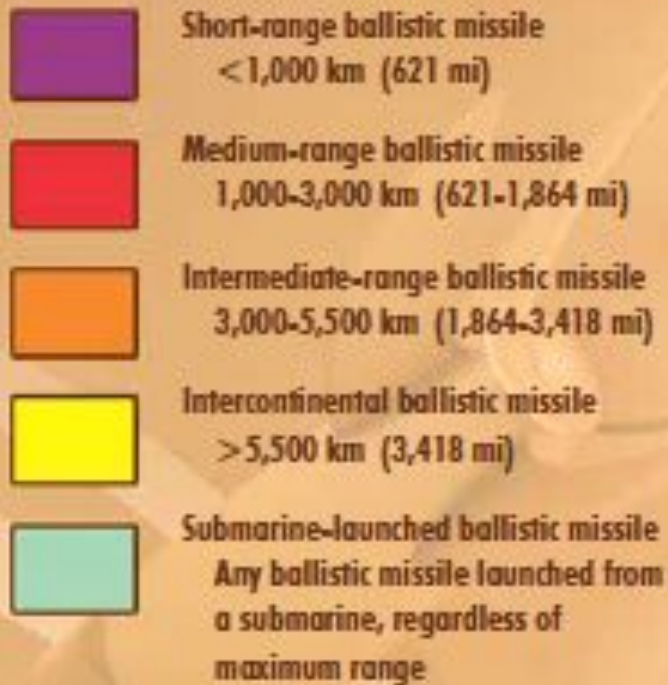 Short-range ballistic missile
<1,000 km (621 mi)
Medium-range ballistic missile
1,000-3,000 km (621-1,864 mi)
Intermediate-range ballistic missile
3,000-5,500 km (1,864-3,418 mi)
Intercontinental ballistic missile
>5,500 km (3,418 mi)
Submarine-launched ballistic missile
Any ballistic missile launched from
a submarine, regardless of
maximum range